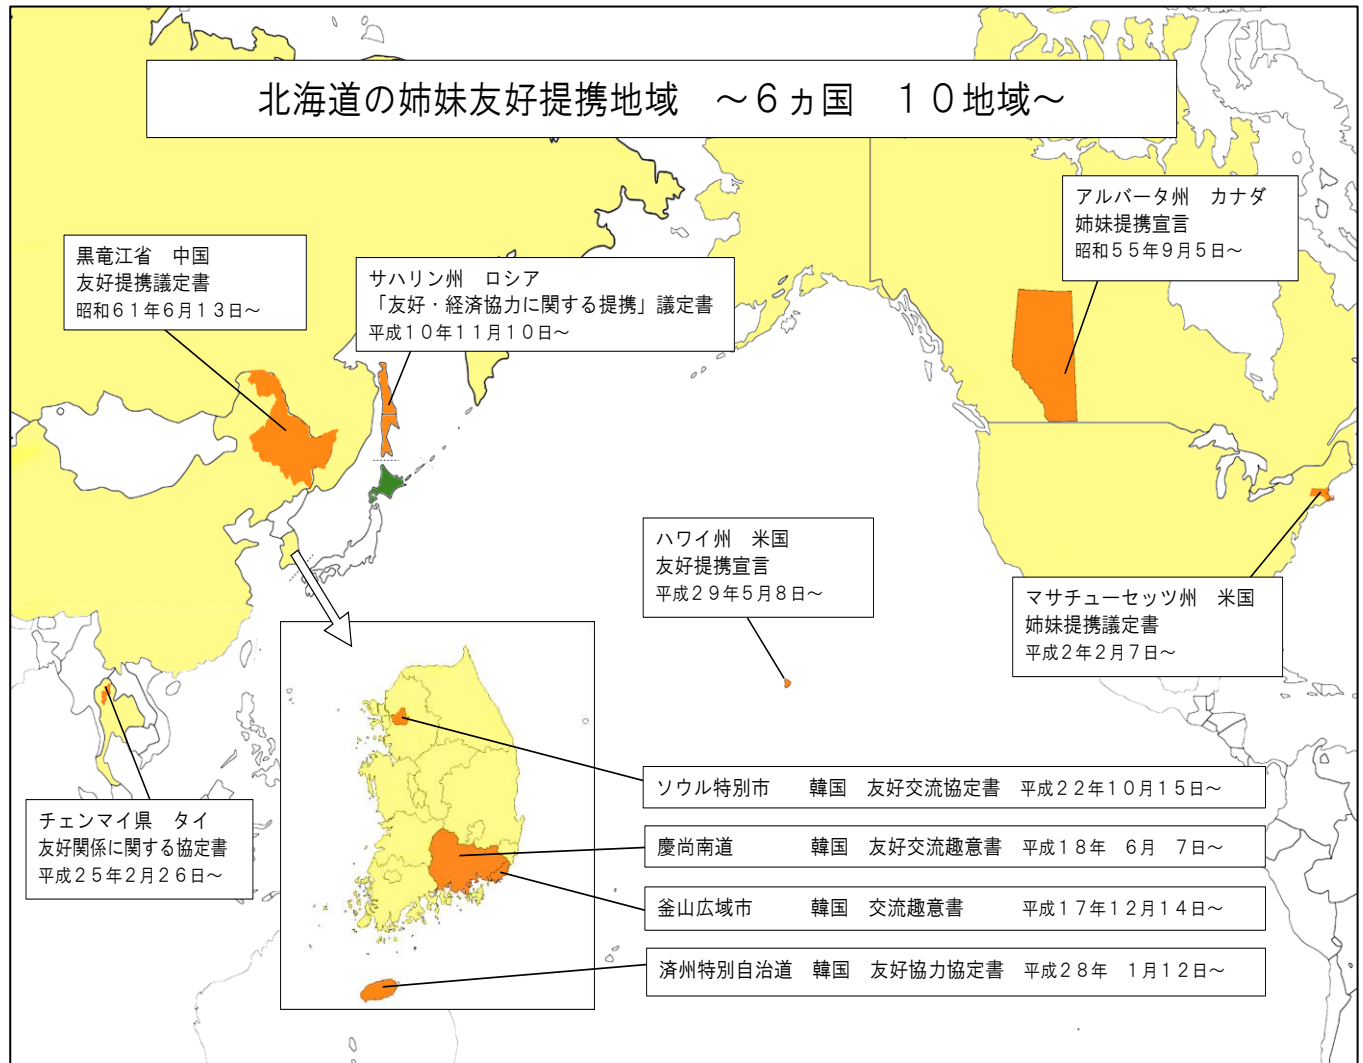 北海道の姉妹友好提携地域　～６ヵ国　１０地域～
アルバータ州　カナダ
姉妹提携宣言
昭和５５年９月５日～
黒竜江省　中国
友好提携議定書
昭和６１年６月１３日～
サハリン州　ロシア
「友好・経済協力に関する提携」議定書
平成１０年１１月１０日～
ハワイ州　米国
友好提携宣言
平成２９年５月８日～
マサチューセッツ州　米国
姉妹提携議定書
平成２年２月７日～
チェンマイ県　タイ
友好関係に関する協定書
平成２５年２月２６日～
ソウル特別市　　韓国　友好交流協定書　平成２２年１０月１５日～
慶尚南道　　　　韓国　友好交流趣意書　平成１８年　６月　７日～
釜山広域市　　　韓国　交流趣意書　　　平成１７年１２月１４日～
済州特別自治道　韓国　友好協力協定書　平成２８年　１月１２日～